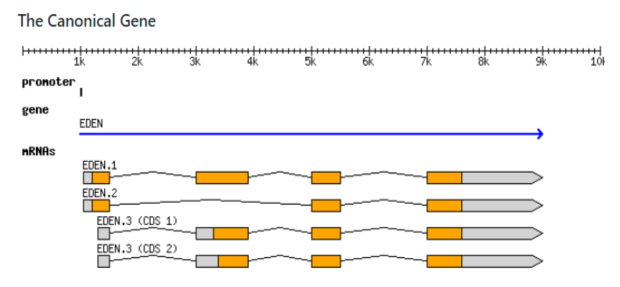 The Canonical Gene
1k 2k 3k 4k 5k 6k 7k 8k 9k 10k
promoter
gene
EDEN
mRNAs
EDEN.1
EDEN.2
EDEN.3 (CDS 1)
EDEN.3 (CDS 2)